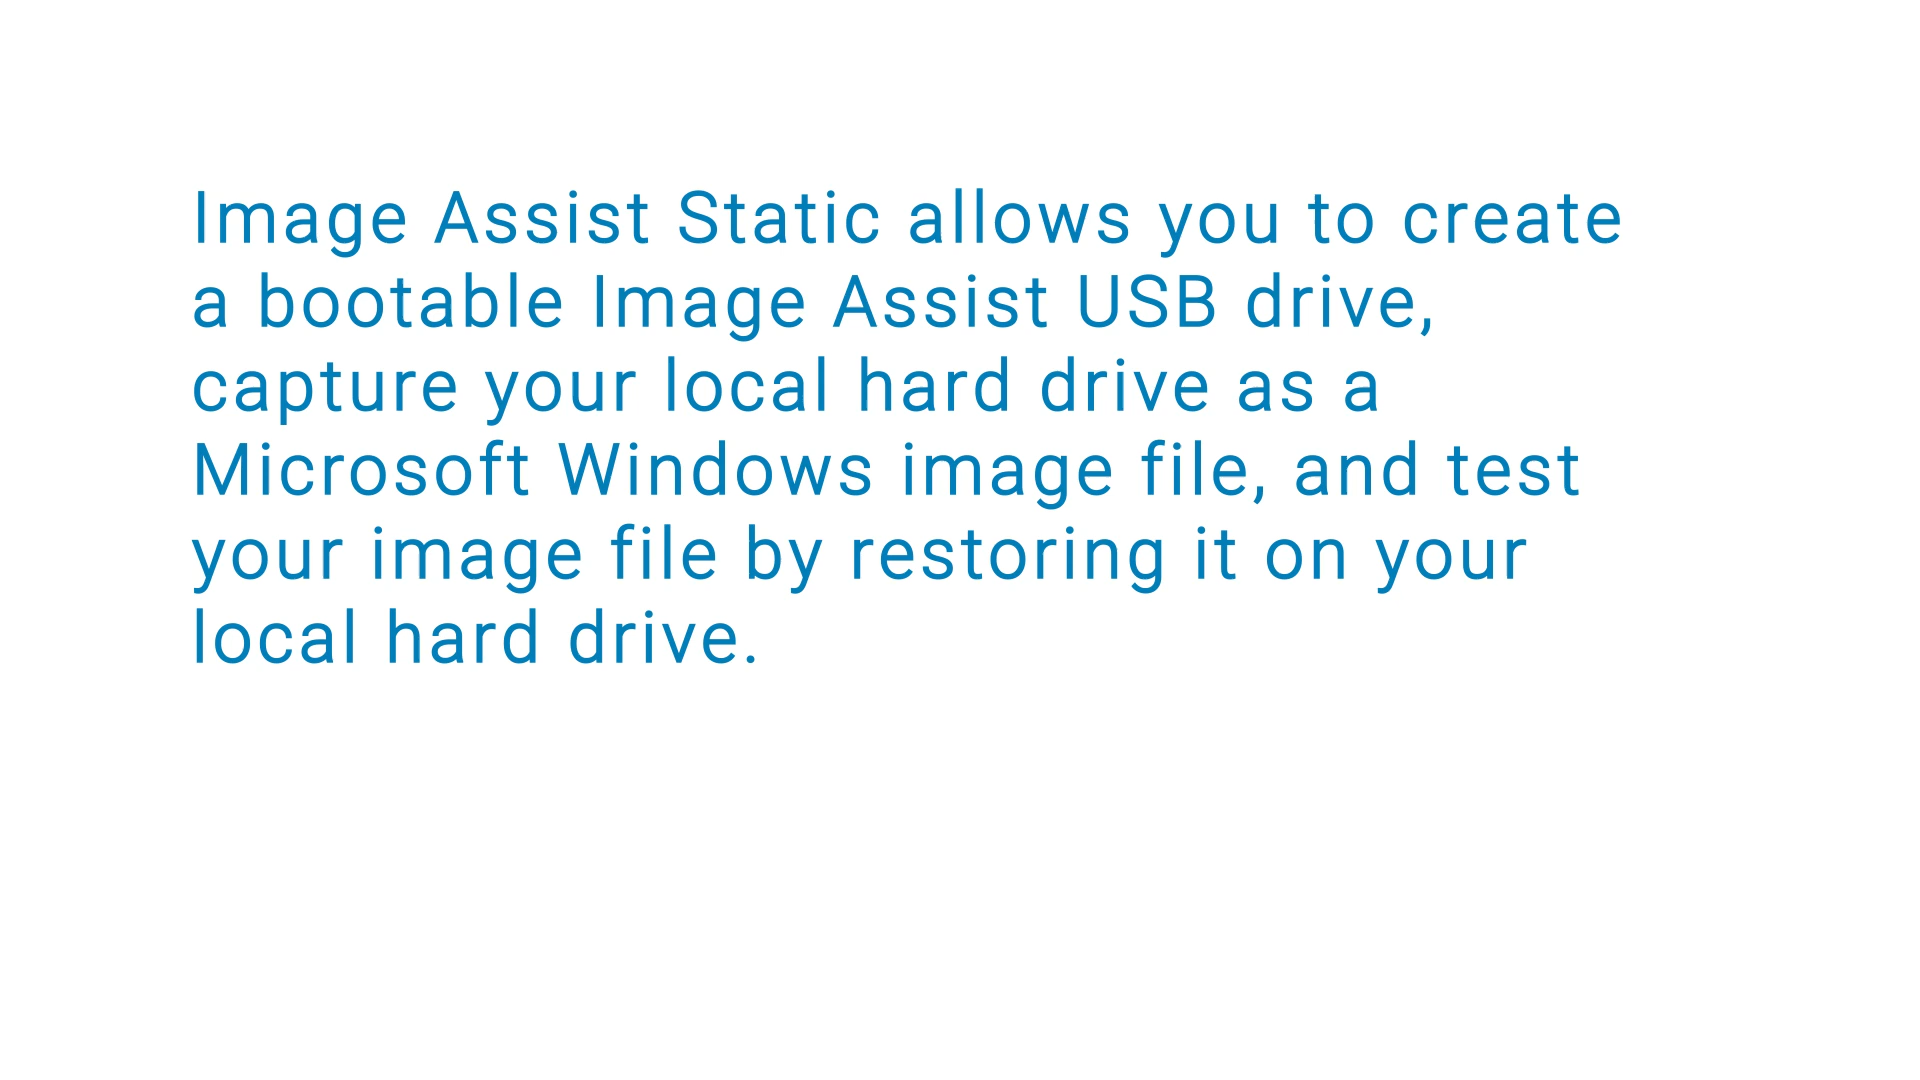 Image Assist Static allows you to create
a bootable Image Assist USB drive,
capture your local hard drive as a
Microsoft Windows image file, and test
your image file by restoring it on your
local hard drive.